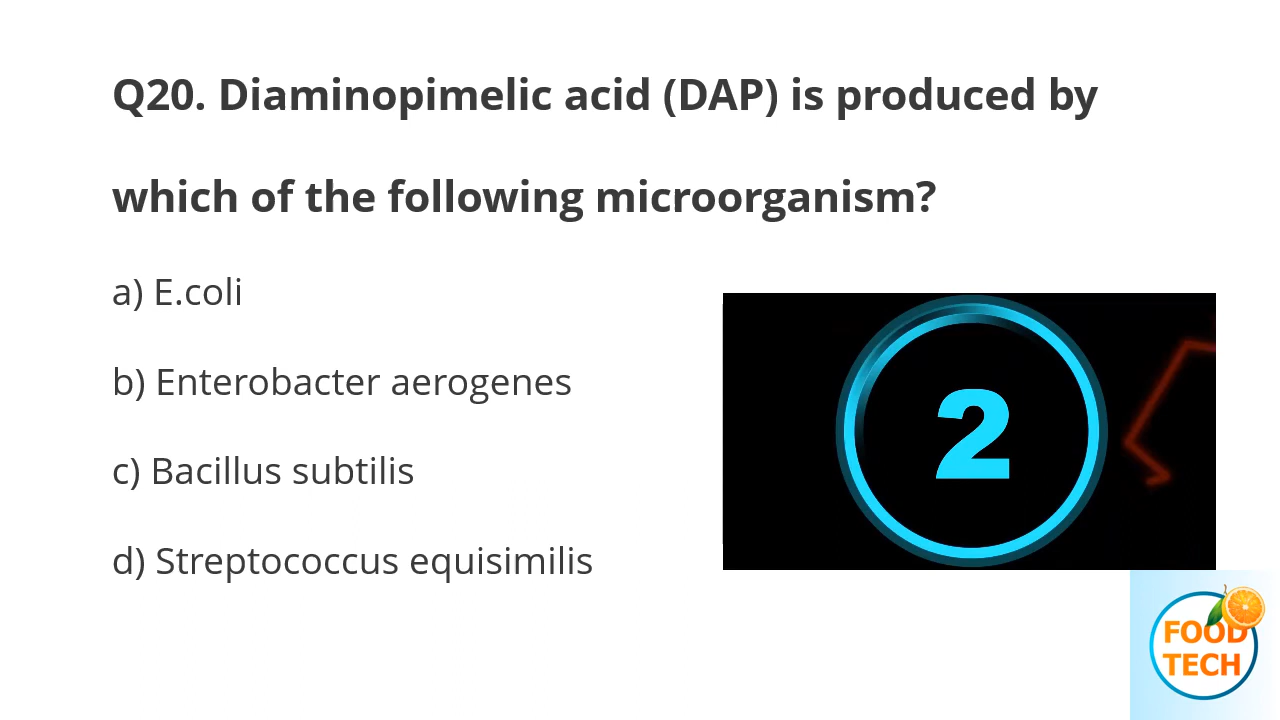 Q20. Diaminopimelic acid (DAP) is produced by
which of the following microorganism?
a) E.coli
b) Enterobacter aerogenes
c) Bacillus subtilis
d) Streptococcus equisimilis
2
FOOD
TECH